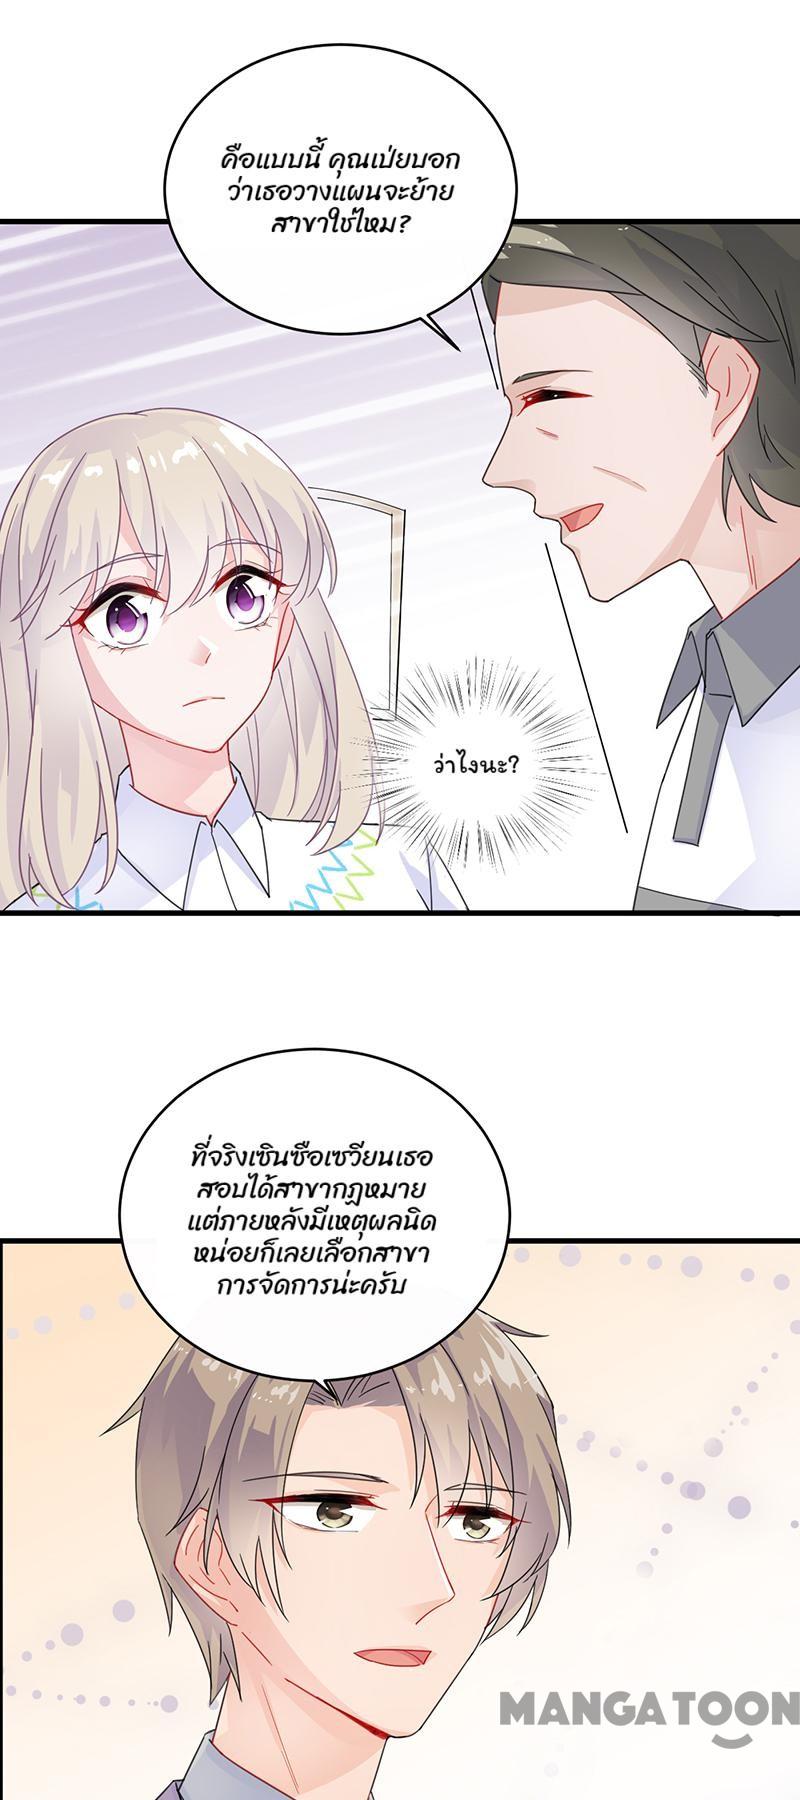 คือแบบนี้ คุณเป่ยบอก
ว่าเธอวางแผนจะย้าย
สาขาใช่ไหม?
ว่าไงนะ?
ที่จริงเซินซือเซวียนเธอ
สอบได้สาขากฎหมาย
แต่ภายหลังมีเหตุผลนิด
หน่อยก็เลยเลือกสาขา
การจัดการน่ะครับ
MANGATOON